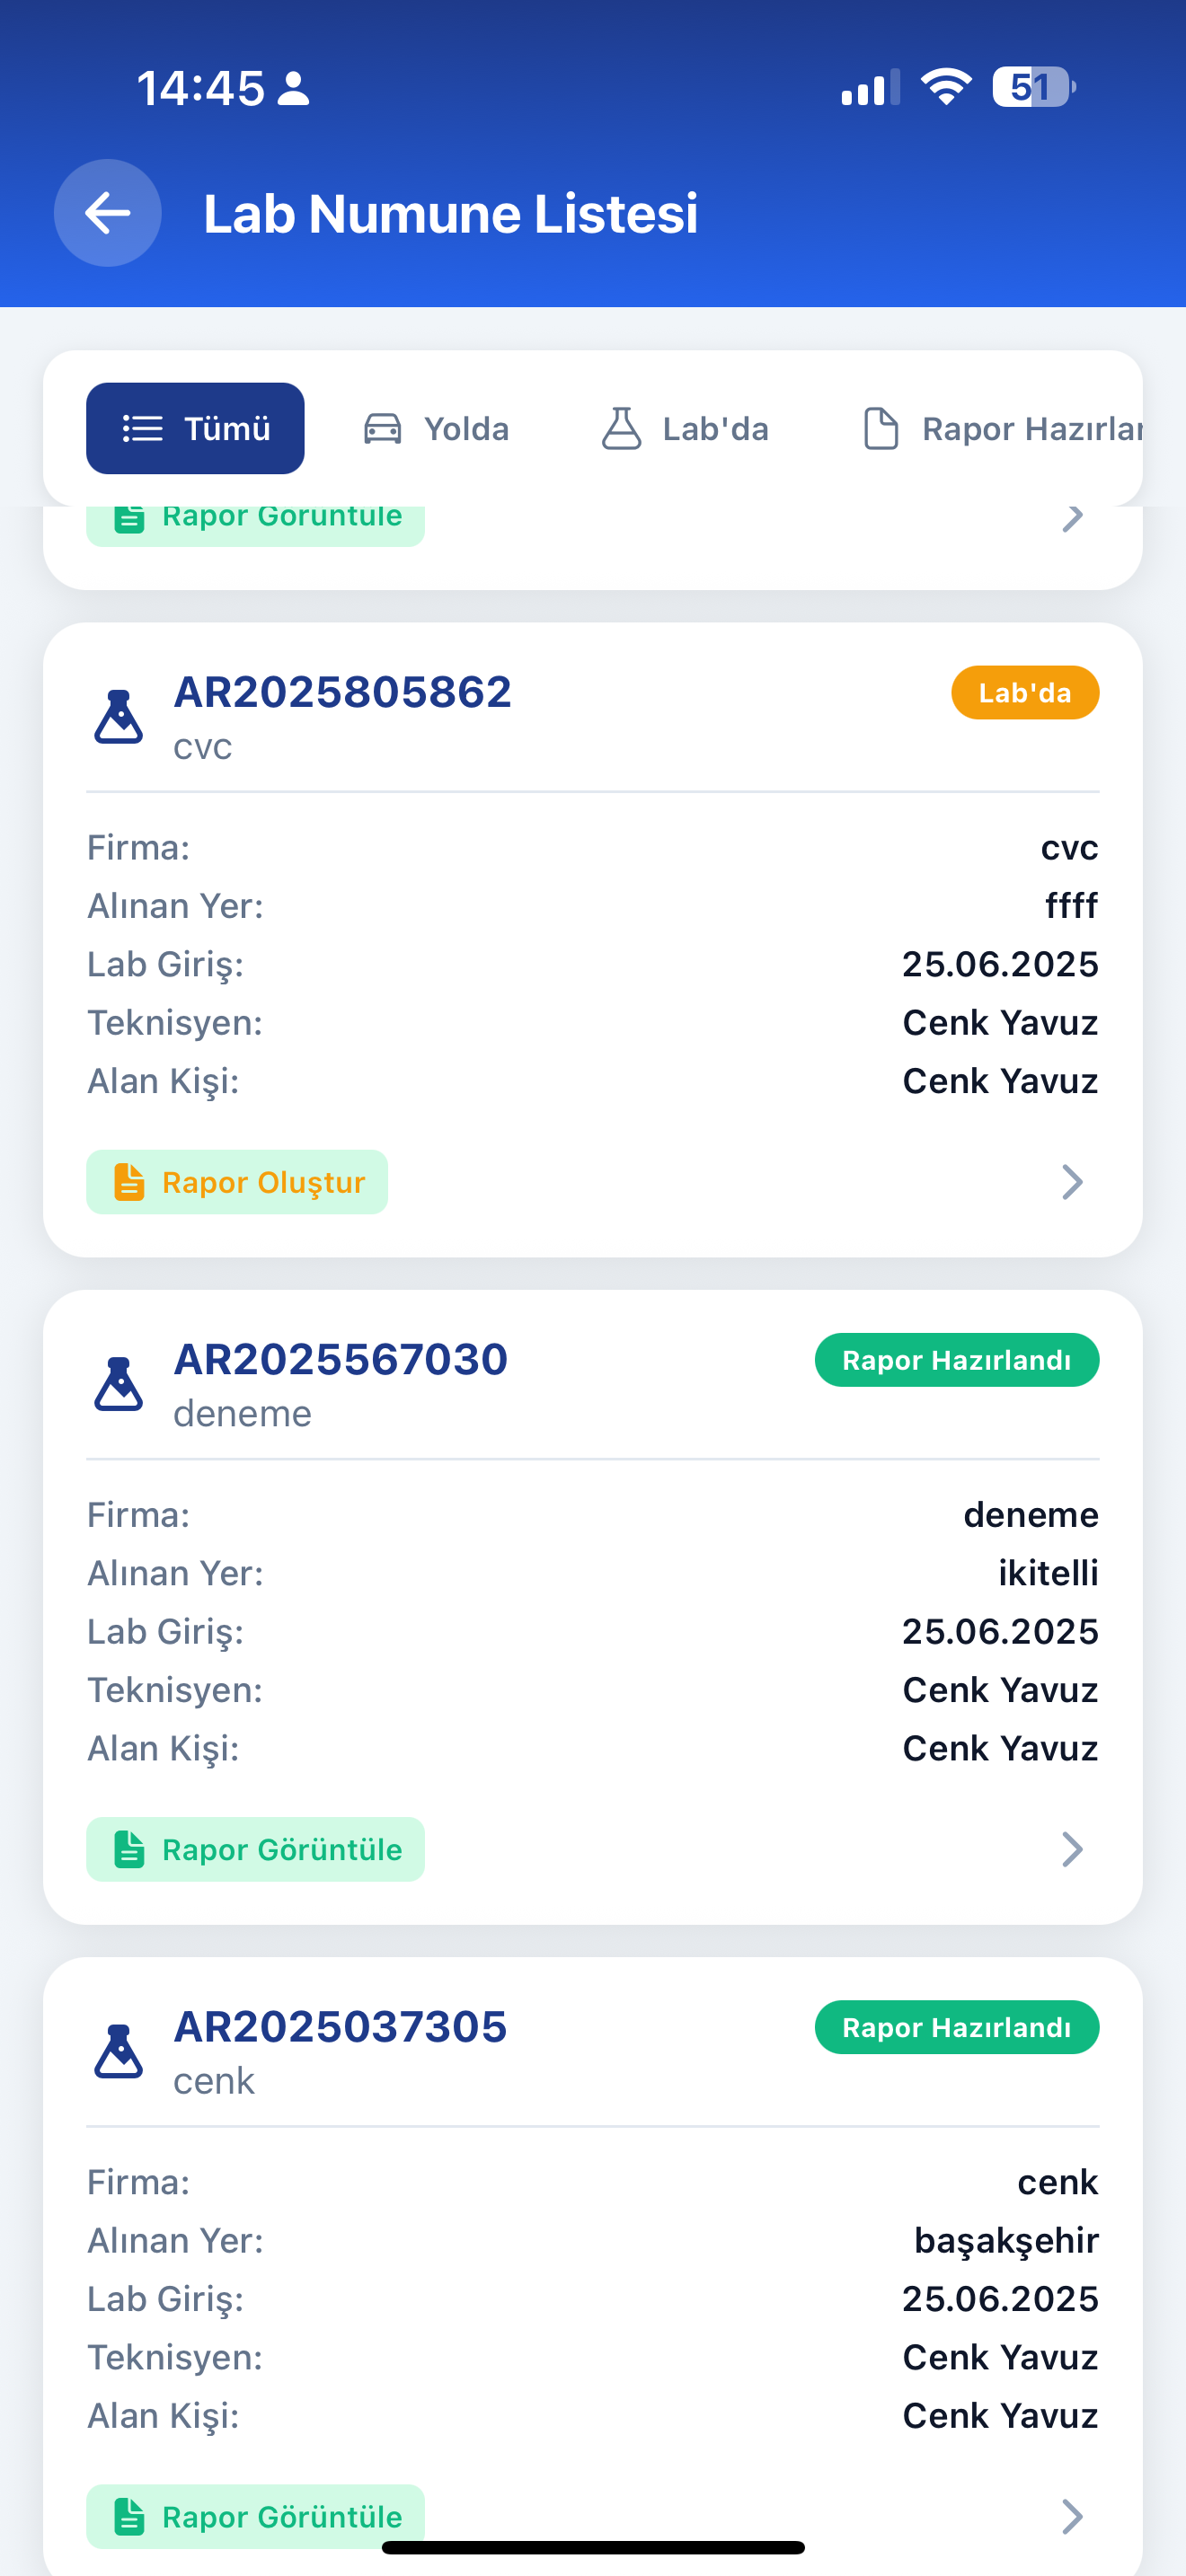 14:45
51
Lab Numune Listesi
Tümü
Yolda
Lab'da
Rapor Hazırlan
Rapor Görüntüle
AR2025805862
Lab'da
cvc
Firma: cvc
Alınan Yer: ffff
Lab Giriş: 25.06.2025
Teknisyen: Cenk Yavuz
Alan Kişi: Cenk Yavuz
Rapor Oluştur
AR2025567030
Rapor Hazırlandı
deneme
Firma: deneme
Alınan Yer: ikitelli
Lab Giriş: 25.06.2025
Teknisyen: Cenk Yavuz
Alan Kişi: Cenk Yavuz
Rapor Görüntüle
AR2025037305
Rapor Hazırlandı
cenk
Firma: cenk
Alınan Yer: başakşehir
Lab Giriş: 25.06.2025
Teknisyen: Cenk Yavuz
Alan Kişi: Cenk Yavuz
Rapor Görüntüle